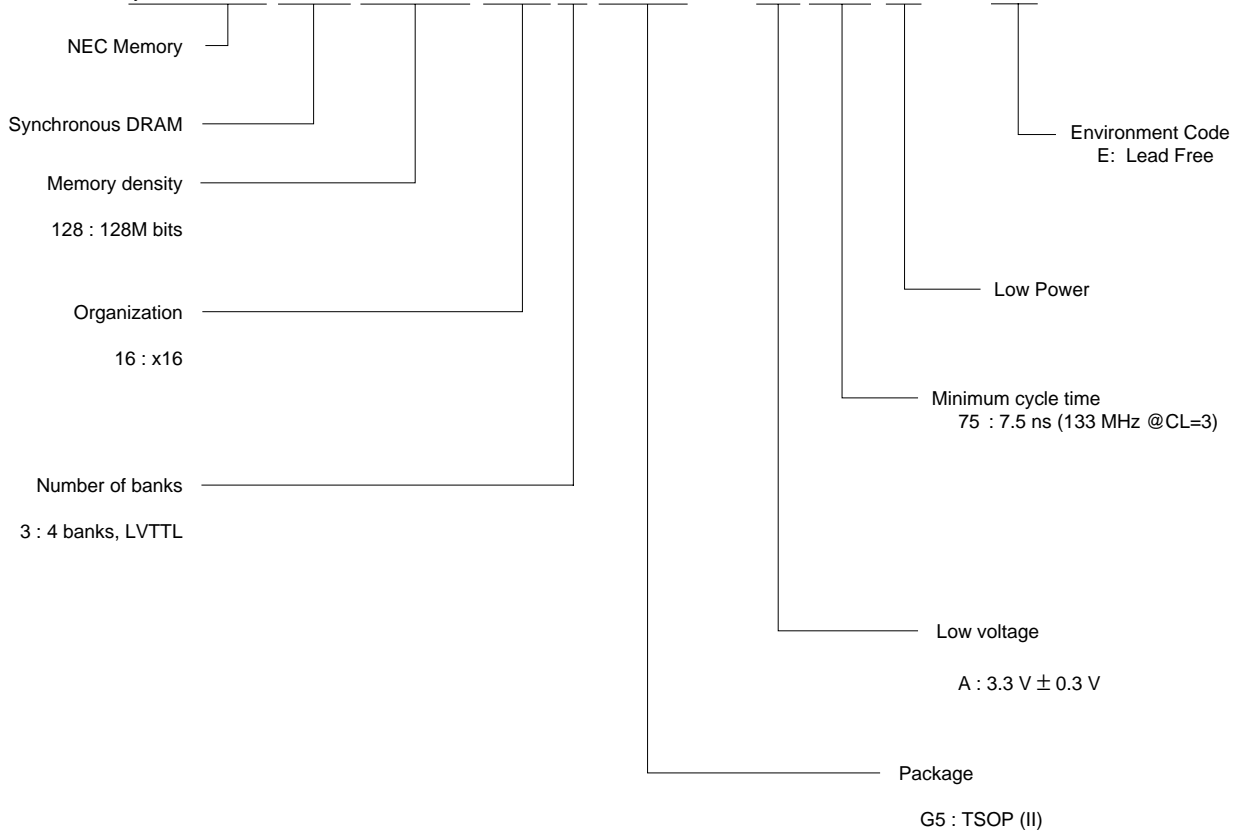 NEC Memory
Synchronous DRAM
Memory density
128 : 128M bits
Organization
16 : x16
Number of banks
3 : 4 banks, LVTTL
Environment Code
E: Lead Free
Low Power
Minimum cycle time
75 : 7.5 ns (133 MHz @CL=3)
Low voltage
A : 3.3 V ± 0.3 V
Package
G5 : TSOP (II)